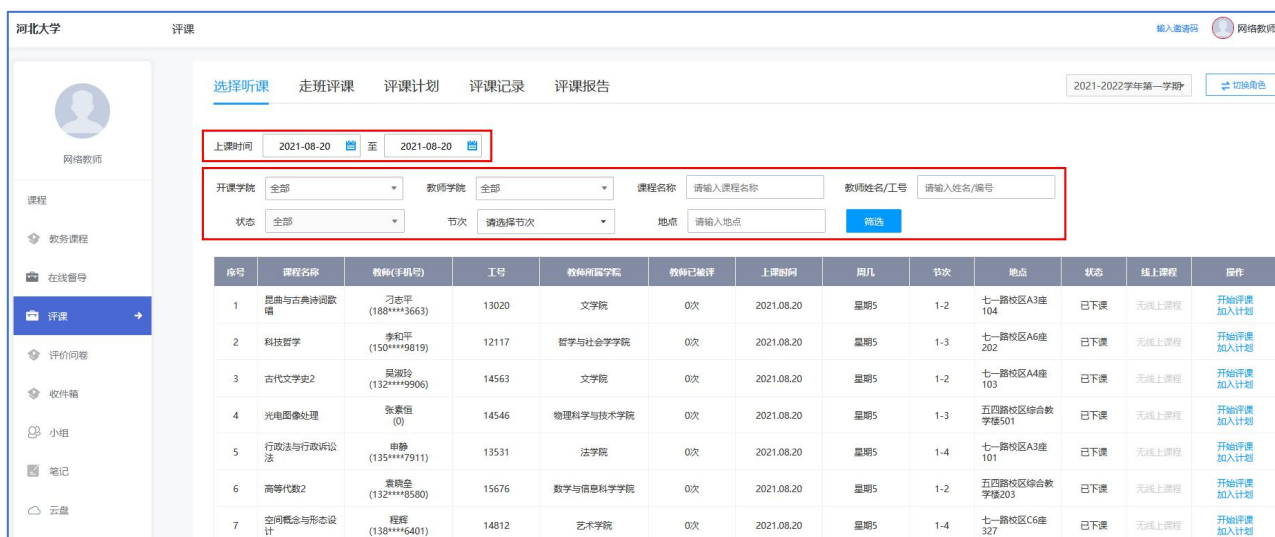 河北大学 评课 输入邀请码 网络教师
网络教师
课程
教务课程
在线督导
评课
评价问卷
收件箱
小组
笔记
云盘
选择听课 走班评课 评课计划 评课记录 评课报告 2021-2022学年第一学期 切换角色
上课时间 2021-08-20 至 2021-08-20
开课学院 全部 教师学院 全部 课程名称 请输入课程名称 教师姓名/工号 请输入姓名/编号
状态 全部 节次 请选择节次 地点 请输入地点 筛选
序号 课程名称 教师(手机号) 工号 教师所属学院 教师已被评 上课时间 周几 节次 地点 状态 线上课程 操作
1 昆曲与古典诗词歌 刁志平 13020 文学院 0次 2021.08.20 星期5 1-2 七一路校区A3座 已下课 无线上课程 开始评课
唱 (188****3663) 104 加入计划
2 科技哲学 李和平 12117 哲学与社会学学院 0次 2021.08.20 星期5 1-3 七一路校区A6座 已下课 无线上课程 开始评课
(150****9819) 202 加入计划
3 古代文学史2 吴淑玲 14563 文学院 0次 2021.08.20 星期5 1-2 七一路校区A4座 已下课 无线上课程 开始评课
(132****9906) 103 加入计划
4 光电图像处理 张素恒 14546 物理科学与技术学院 0次 2021.08.20 星期5 1-3 五四路校区综合教 已下课 无线上课程 开始评课
(0) 学楼501 加入计划
5 行政法与行政诉讼 申静 13531 法学院 0次 2021.08.20 星期5 1-4 七一路校区A3座 已下课 无线上课程 开始评课
法 (135****7911) 101 加入计划
6 高等代数2 袁晓垒 15676 数学与信息科学学院 0次 2021.08.20 星期5 1-2 五四路校区综合教 已下课 无线上课程 开始评课
(132****8580) 学楼203 加入计划
7 空间概念与形态设 程辉 14812 艺术学院 0次 2021.08.20 星期5 1-4 七一路校区C6座 已下课 无线上课程 开始评课
计 (138****6401) 327 加入计划